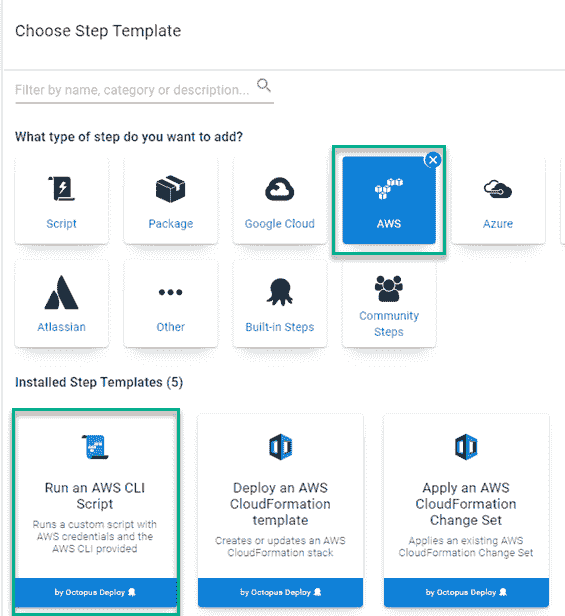 Choose Step Template
Filter by name, category or description...
What type of step do you want to add?
Script
Package
Google Cloud
AWS
Azure
Atlassian
Other
Built-in Steps
Community
Steps
Installed Step Templates (5)
Run an AWS CLI
Script
Runs a custom script with
AWS credentials and the
AWS CLI provided
by Octopus Deploy
Deploy an AWS
CloudFormation
template
Creates or updates an AWS
CloudFormation stack
by Octopus Deploy
Apply an AWS
CloudFormation
Change Set
Applies an existing AWS
CloudFormation Change Set
by Octopus Deploy